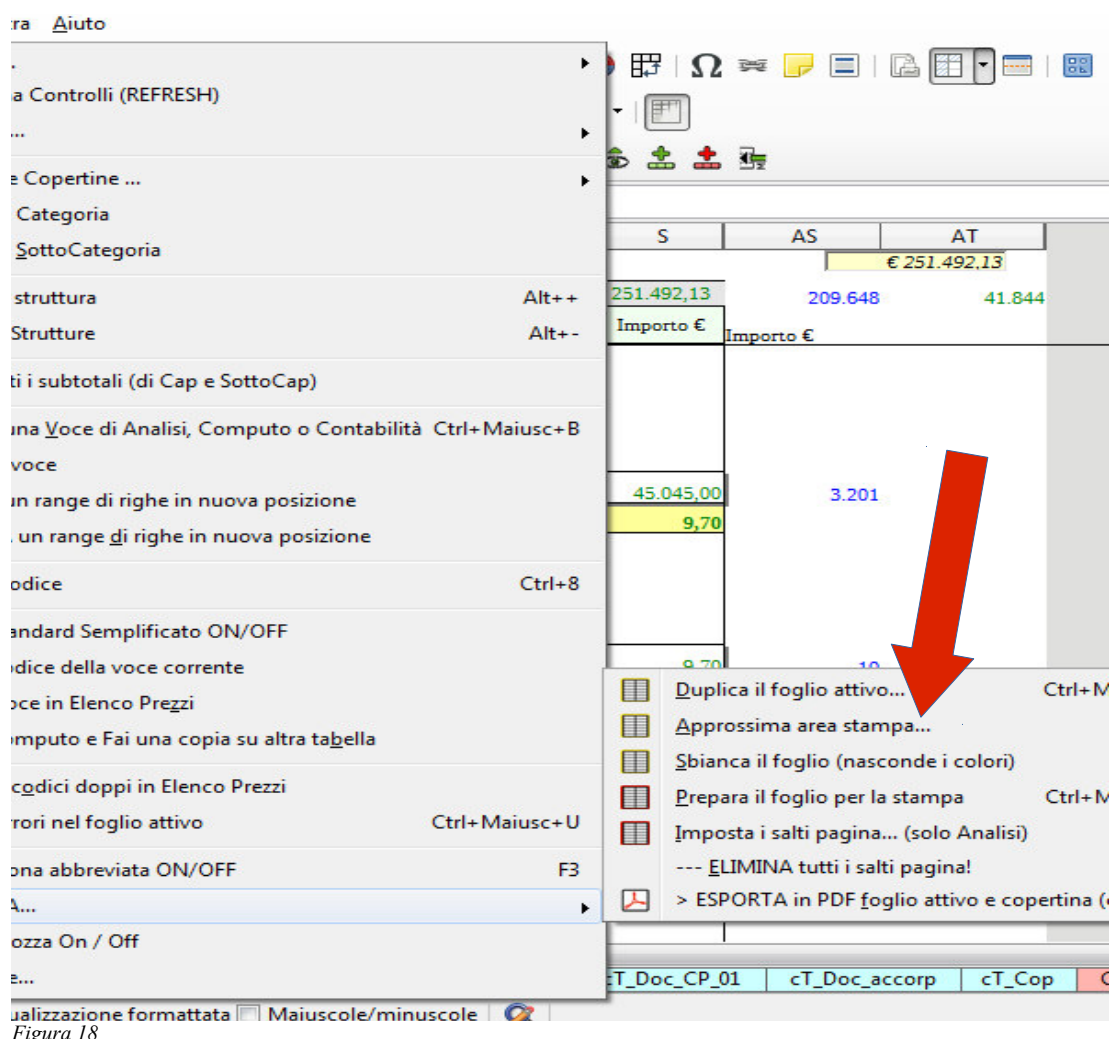 Aiuto
a Controlli (REFRESH)
e Copertine ...
Categoria
SottoCategoria
struttura Alt++
Strutture Alt+-
ti i subtotali (di Cap e SottoCap)
una Voce di Analisi, Computo o Contabilità Ctrl+Maiusc+B
voce
un range di righe in nuova posizione
un range di righe in nuova posizione
odice Ctrl+8
andard Semplificato ON/OFF
dice della voce corrente
oce in Elenco Prezzi
omputo e Fai una copia su altra tabella
codici doppi in Elenco Prezzi
rrori nel foglio attivo Ctrl+Maiusc+U
ona abbreviata ON/OFF F3
A...
ozza On / Off
e...
ualizzazione formattata Maiuscole/minuscole
S AS AT
€ 251.492,13
251.492,13 209.648 41.844
Importo € Importo €
45.045,00 3.201
9,70
9,70 10
Duplica il foglio attivo... Ctrl+M
Approssima area stampa...
Sbianca il foglio (nasconde i colori)
Prepara il foglio per la stampa Ctrl+M
Imposta i salti pagina... (solo Analisi)
--- ELIMINA tutti i salti pagina!
> ESPORTA in PDF foglio attivo e copertina (
cT_Doc_CP_01 cT_Doc_accorp cT_Cop
Figura 18